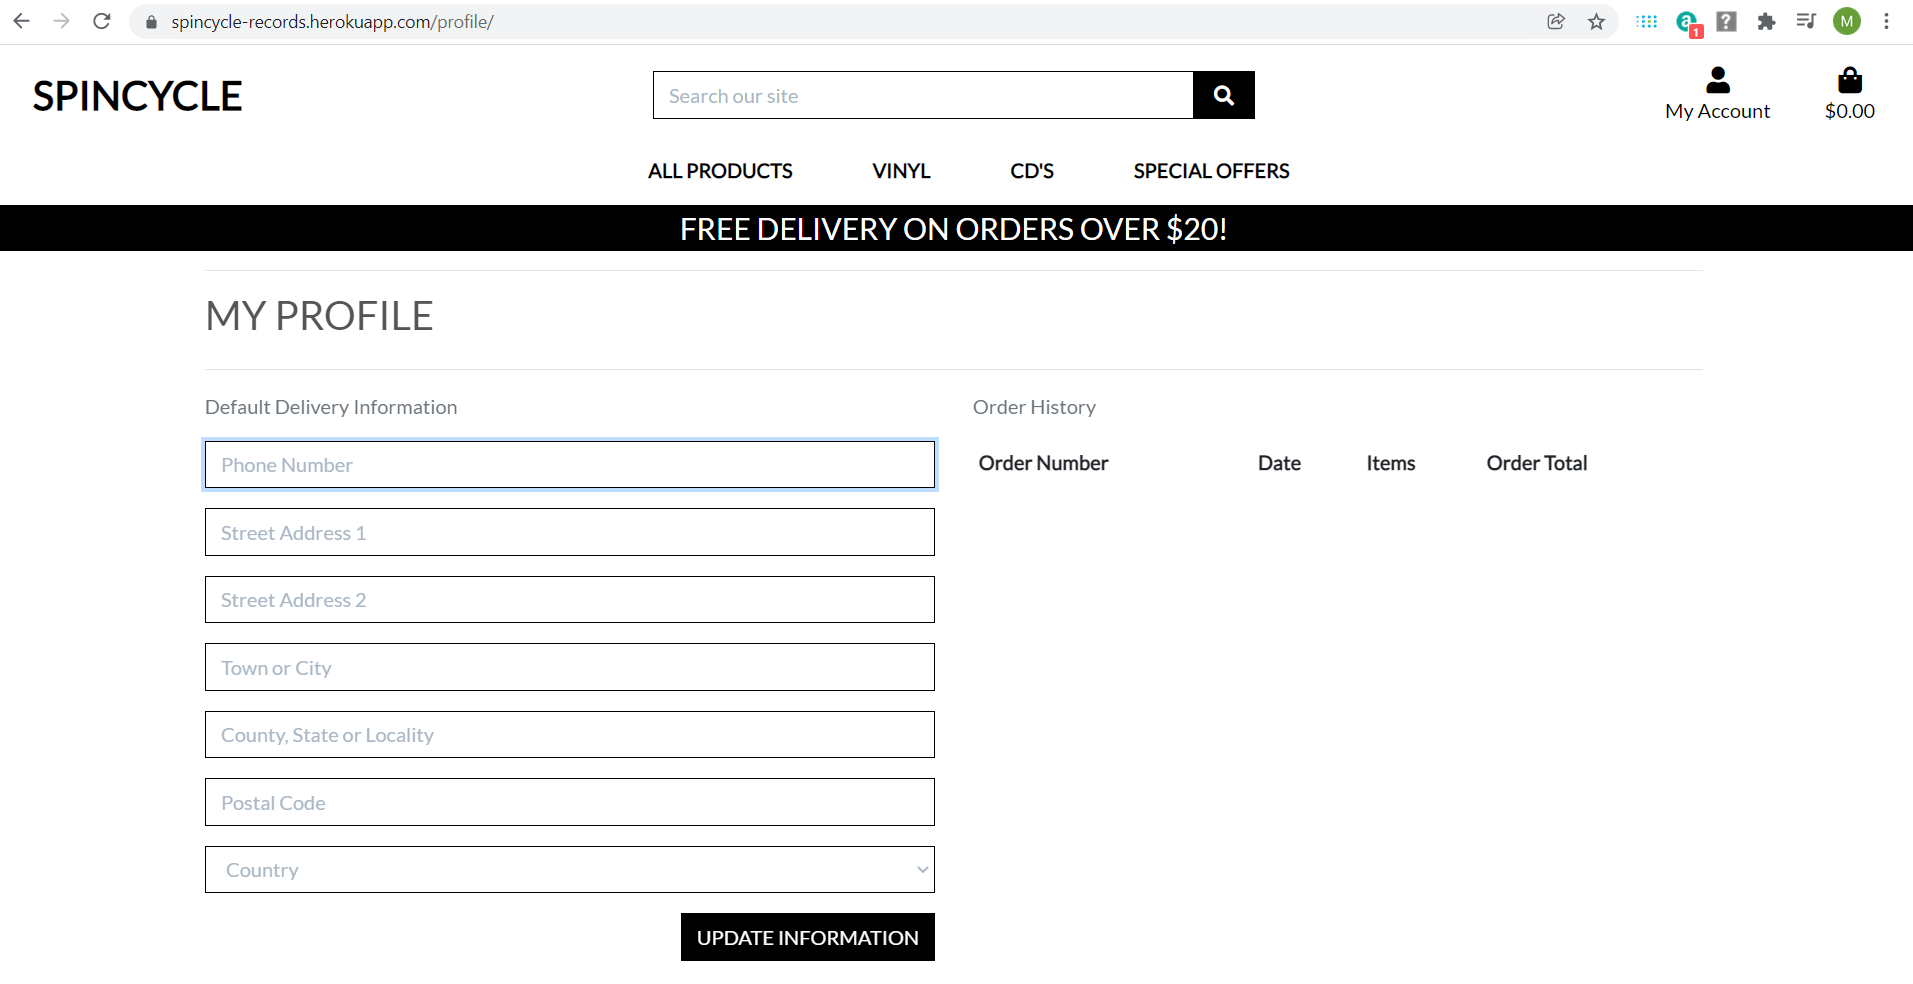 spincycle-records.herokuapp.com/profile/
a
1
?
M
SPINCYCLE
Search our site
My Account
$0.00
ALL PRODUCTS VINYL CD'S SPECIAL OFFERS
FREE DELIVERY ON ORDERS OVER $20!
MY PROFILE
Default Delivery Information
Phone Number
Street Address 1
Street Address 2
Town or City
County, State or Locality
Postal Code
Country
UPDATE INFORMATION
Order History
Order Number Date Items Order Total